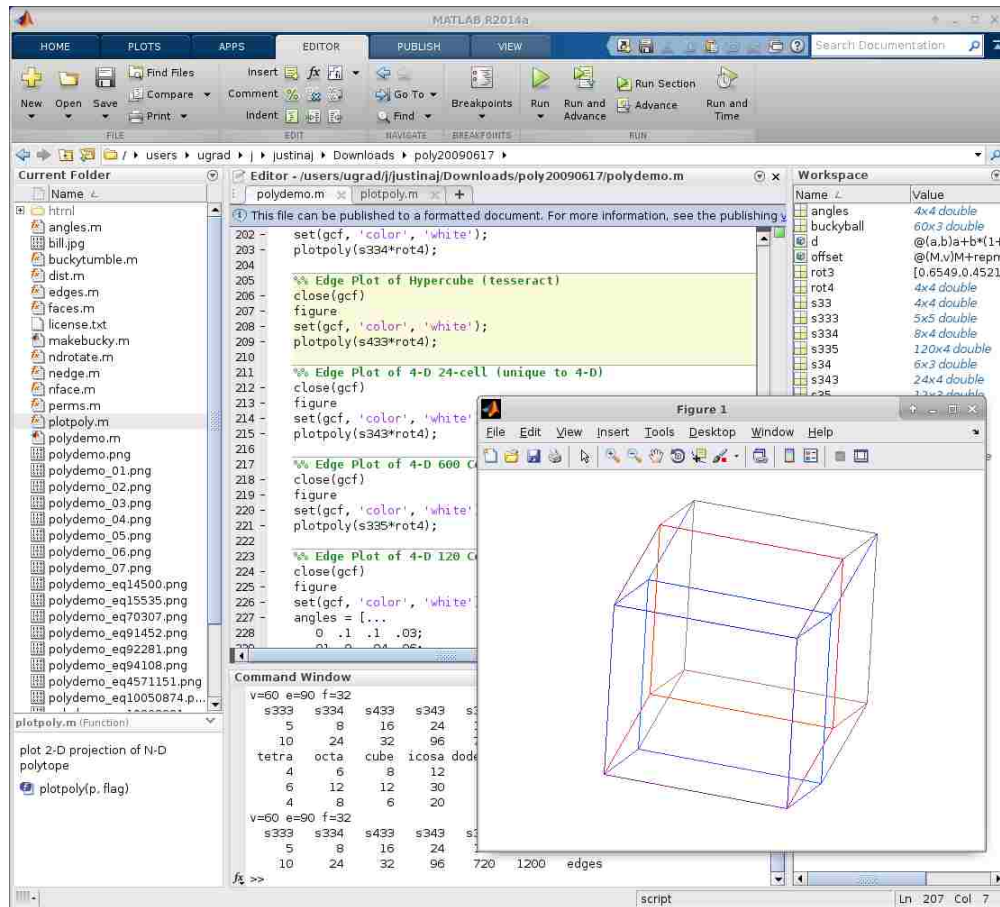 MATLAB R2014a
HOME PLOTS APPS EDITOR PUBLISH VIEW Search Documentation
Find Files Insert fx Run Section
New Open Save Compare Comment Go To Breakpoints Run Run and Advance Advance Run and Time
Print Indent Find
FILE EDIT NAVIGATE BREAKPOINTS RUN
/ users ugrad j justinaj Downloads poly20090617
Current Folder
Name
html
angles.m
bill.jpg
buckytumble.m
dist.m
edges.m
faces.m
license.txt
makebucky.m
ndrotate.m
nedge.m
nface.m
perms.m
plotpoly.m
polydemo.m
polydemo.png
polydemo_01.png
polydemo_02.png
polydemo_03.png
polydemo_04.png
polydemo_05.png
polydemo_06.png
polydemo_07.png
polydemo_eq14500.png
polydemo_eq15535.png
polydemo_eq70307.png
polydemo_eq91452.png
polydemo_eq92281.png
polydemo_eq94108.png
polydemo_eq4571151.png
polydemo_eq10050874.p...
plotpoly.m (Function)
plot 2-D projection of N-D
polytope
plotpoly(p, flag)
Editor - /users/ugrad/j/justinaj/Downloads/poly20090617/polydemo.m
polydemo.m plotpoly.m +
This file can be published to a formatted document. For more information, see the publishing
202 - set(gcf, 'color', 'white');
203 - plotpoly(s334*rot4);
204
205 %% Edge Plot of Hypercube (tesseract)
206 - close(gcf)
207 - figure
208 - set(gcf, 'color', 'white');
209 - plotpoly(s433*rot4);
210
211 %% Edge Plot of 4-D 24-cell (unique to 4-D)
212 - close(gcf)
213 - figure
214 - set(gcf, 'color', 'white'
215 - plotpoly(s343*rot4);
216
217 %% Edge Plot of 4-D 600 Ce
218 - close(gcf)
219 - figure
220 - set(gcf, 'color', 'white'
221 - plotpoly(s335*rot4);
222
223 %% Edge Plot of 4-D 120 Ce
224 - close(gcf)
225 - figure
226 - set(gcf, 'color', 'white'
227 - angles = [...
228 0 .1 .1 .03;
Command Window
v=60 e=90 f=32
s333 s334 s433 s343
5 8 16 24
10 24 32 96
tetra octa cube icosa
4 6 8 12
6 12 12 30
4 8 6 20
v=60 e=90 f=32
s333 s334 s433 s343
5 8 16 24
10 24 32 96 720 1200 edges
fx >>
Workspace
Name Value
angles 4x4 double
buckyball 60x3 double
d @(a,b)a+b*(1+
offset @(M,v)M+repm
rot3 [0.6549,0.4521
rot4 4x4 double
s33 4x4 double
s333 5x5 double
s334 8x4 double
s335 120x4 double
s34 6x3 double
s343 24x4 double
s35 12x3 double
Figure 1
File Edit View Insert Tools Desktop Window Help
script Ln 207 Col 7